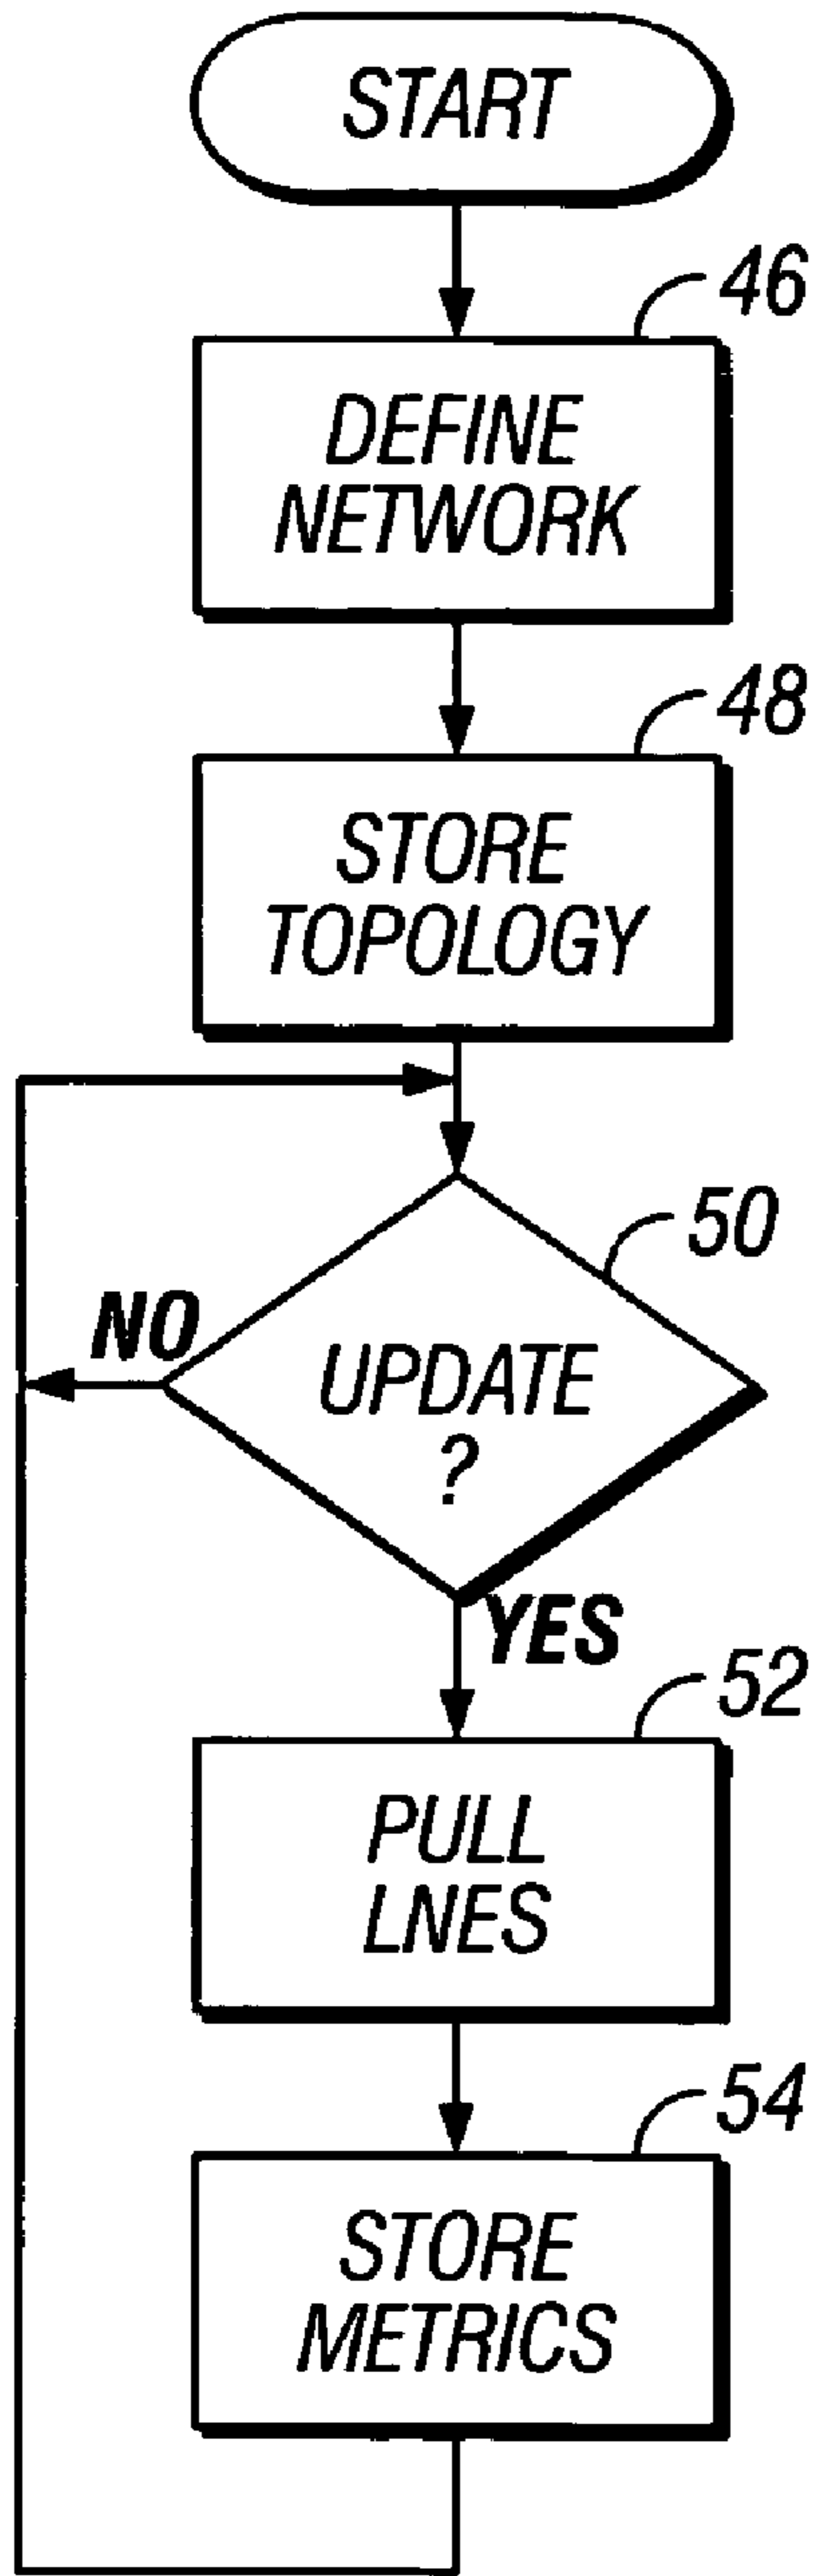 START
46
DEFINE
NETWORK
48
STORE
TOPOLOGY
50
NO
UPDATE
?
YES
52
PULL
LNES
54
STORE
METRICS